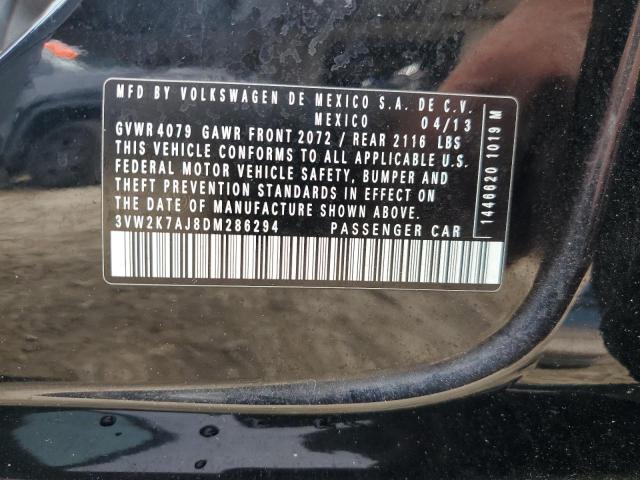 MFD BY VOLKSWAGEN DE MEXICO S.A. DE C.V.
MEXICO 04/13
GVWR 4079 GAWR FRONT 2072 / REAR 2116 LBS
THIS VEHICLE CONFORMS TO ALL APPLICABLE U.S.
FEDERAL MOTOR VEHICLE SAFETY, BUMPER AND
THEFT PREVENTION STANDARDS IN EFFECT ON
THE DATE OF MANUFACTURE SHOWN ABOVE.
3VW2K7AJ8DM286294 PASSENGER CAR
1446620 1019 M